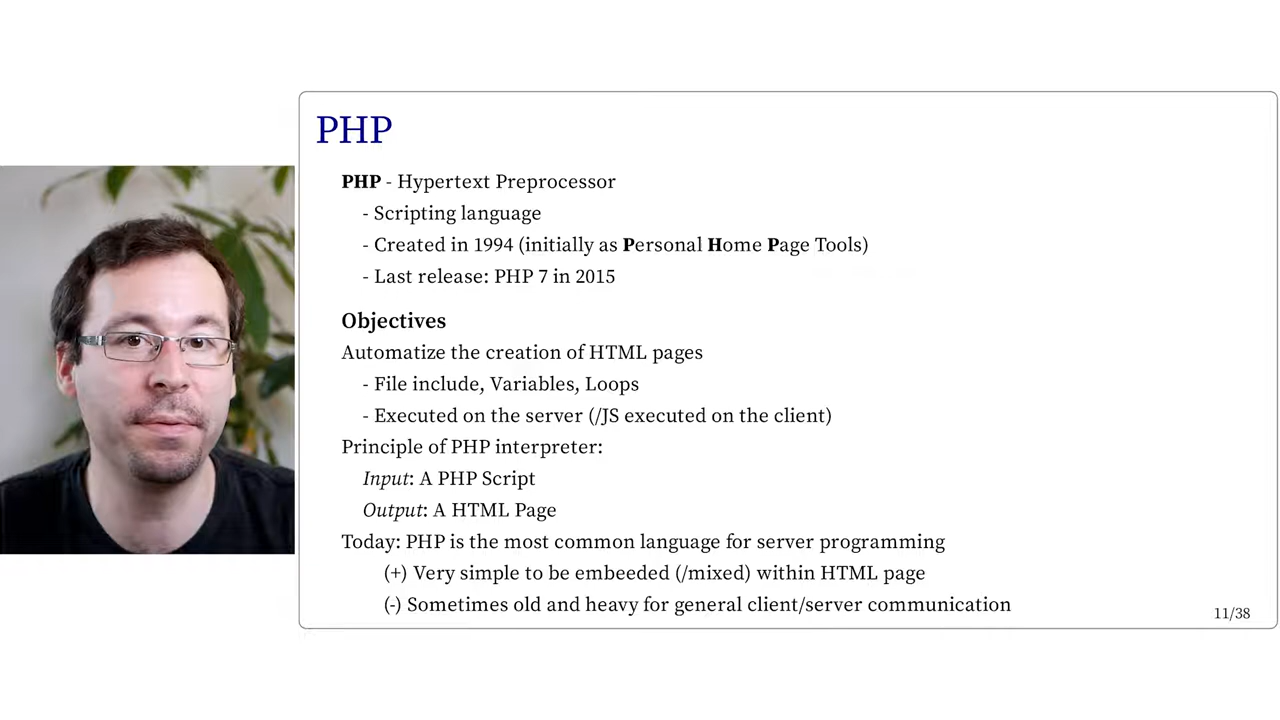 PHP
PHP - Hypertext Preprocessor
- Scripting language
- Created in 1994 (initially as Personal Home Page Tools)
- Last release: PHP 7 in 2015
Objectives
Automatize the creation of HTML pages
- File include, Variables, Loops
- Executed on the server (/JS executed on the client)
Principle of PHP interpreter:
Input: A PHP Script
Output: A HTML Page
Today: PHP is the most common language for server programming
(+) Very simple to be embeeded (/mixed) within HTML page
(-) Sometimes old and heavy for general client/server communication
11/38